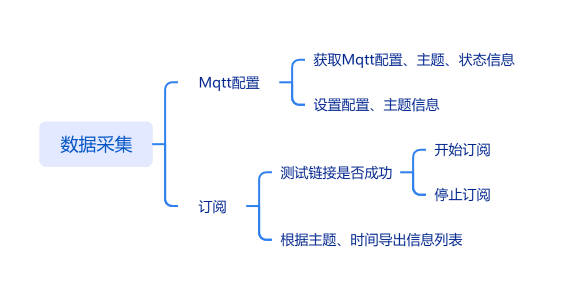 数据采集
Mqtt配置
获取Mqtt配置、主题、状态信息
设置配置、主题信息
订阅
测试链接是否成功
开始订阅
停止订阅
根据主题、时间导出信息列表